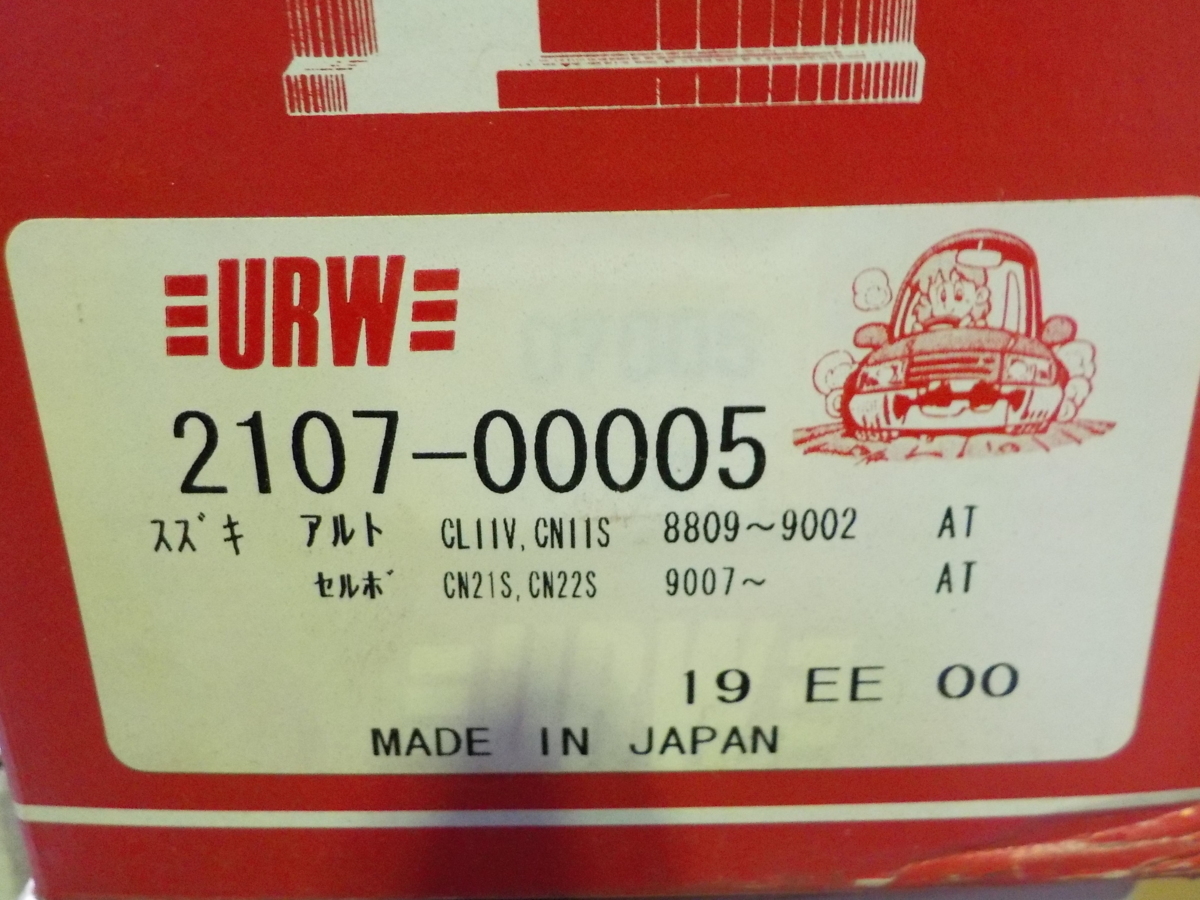 URW
2107-00005
スズキ アルト CL11V,CN11S 8809～9002 AT
セルボ CN21S,CN22S 9007～ AT
19 EE 00
MADE IN JAPAN